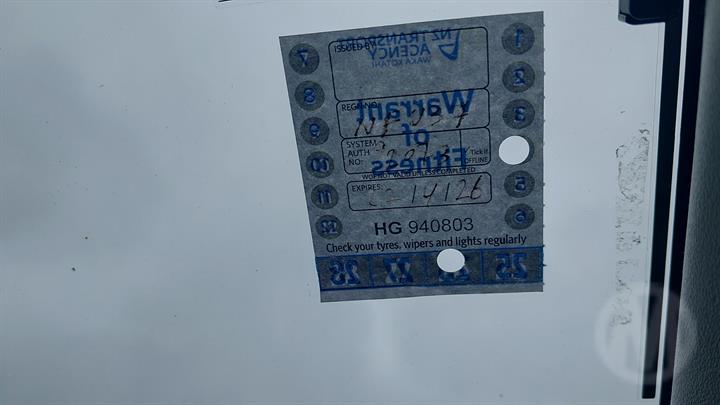 ISSUED BY:
NZ TRANSPORT
AGENCY
WAKA KOTAHI
Warrant
of
Fitness
REG. NO.
SYSTEM
AUTH
NO:
Tick if
OFFLINE
WOF NOT VALID UNLESS COMPLETED
EXPIRES:
HG 940803
Check your tyres, wipers and lights regularly
7 1
8 2
9 3
10
11 5
12 6
28 27 25